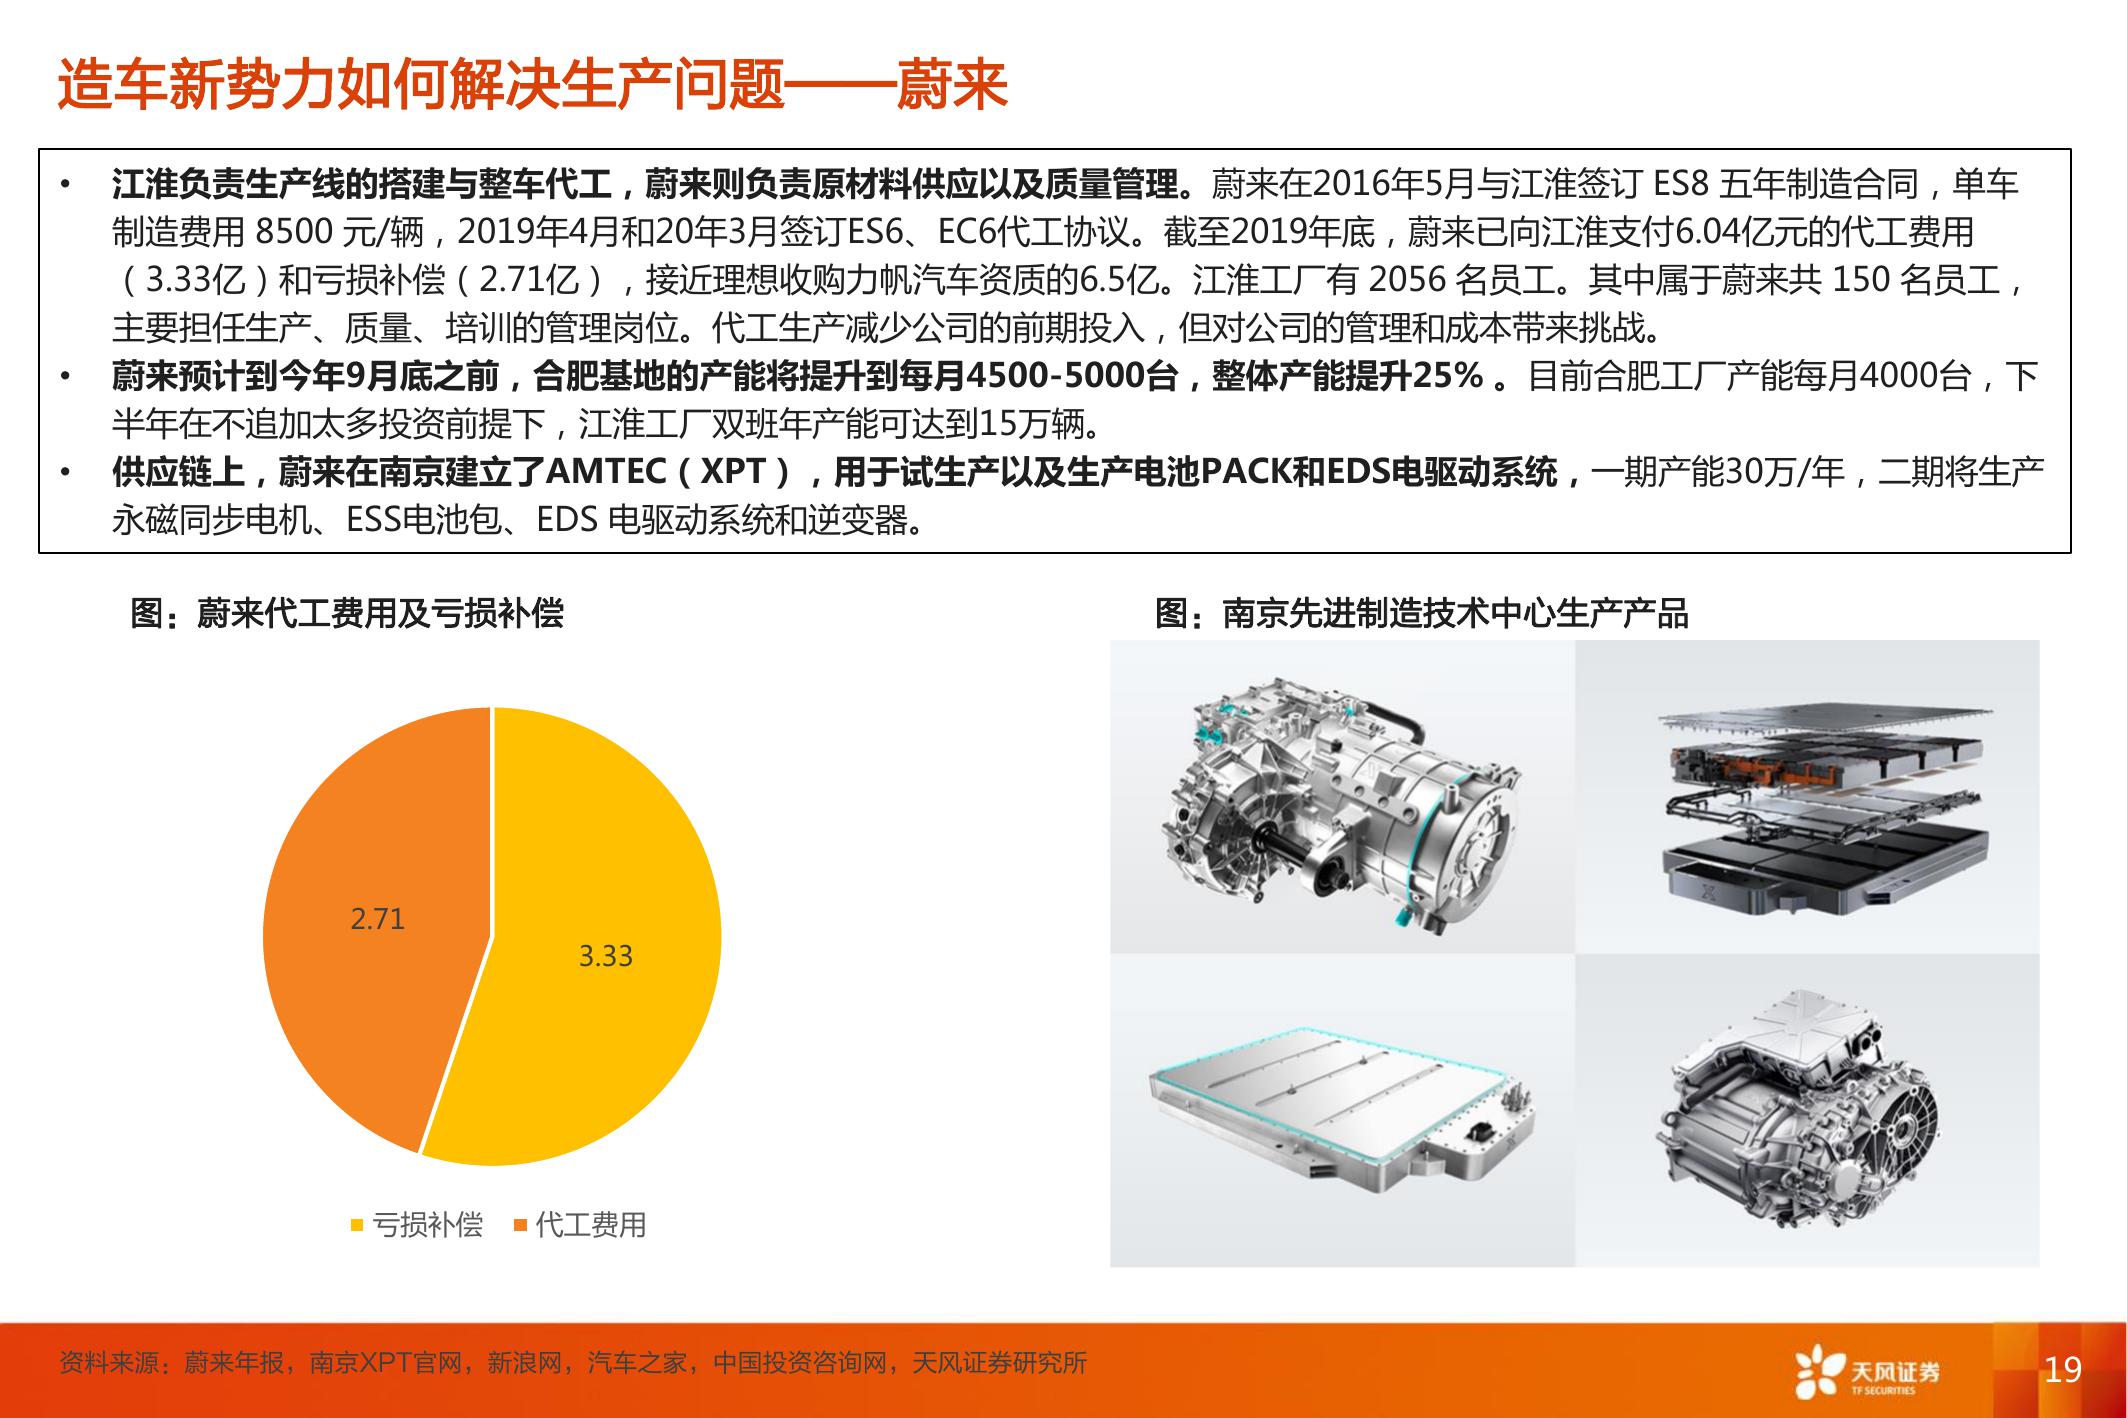 造车新势力如何解决生产问题——蔚来
• 江淮负责生产线的搭建与整车代工，蔚来则负责原材料供应以及质量管理。蔚来在2016年5月与江淮签订 ES8 五年制造合同，单车
制造费用 8500 元/辆，2019年4月和20年3月签订ES6、EC6代工协议。截至2019年底，蔚来已向江淮支付6.04亿元的代工费用
（3.33亿）和亏损补偿（2.71亿），接近理想收购力帆汽车资质的6.5亿。江淮工厂有 2056 名员工。其中属于蔚来共 150 名员工，
主要担任生产、质量、培训的管理岗位。代工生产减少公司的前期投入，但对公司的管理和成本带来挑战。
• 蔚来预计到今年9月底之前，合肥基地的产能将提升到每月4500-5000台，整体产能提升25% 。目前合肥工厂产能每月4000台，下
半年在不追加太多投资前提下，江淮工厂双班年产能可达到15万辆。
• 供应链上，蔚来在南京建立了AMTEC（XPT），用于试生产以及生产电池PACK和EDS电驱动系统，一期产能30万/年，二期将生产
永磁同步电机、ESS电池包、EDS 电驱动系统和逆变器。
图：蔚来代工费用及亏损补偿
图：南京先进制造技术中心生产产品
2.71
3.33
亏损补偿 代工费用
资料来源：蔚来年报，南京XPT官网，新浪网，汽车之家，中国投资咨询网，天风证券研究所
天风证券
TF SECURITIES
19